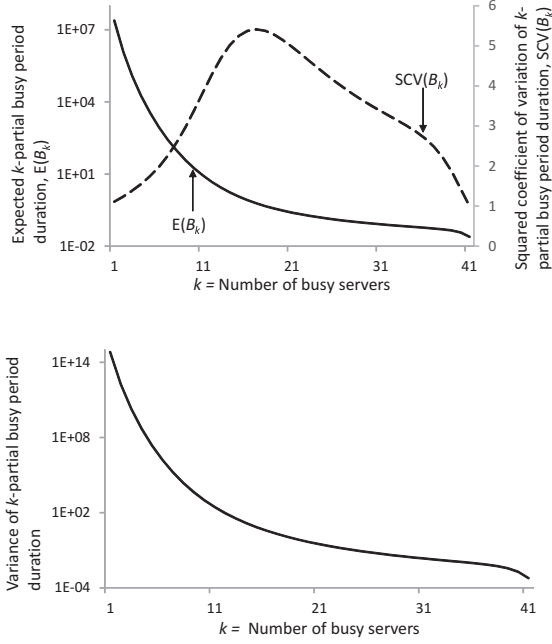 Expected k-partial busy period
duration, E(Bk)
1E+07
1E+04
1E+01
1E-02
6
5
4
3
2
1
0
Squared coefficient of variation of k-
partial busy period duration, SCV(Bk)
SCV(Bk)
E(Bk)
1
11
21
31
41
k = Number of busy servers
Variance of k-partial busy period
duration
1E+14
1E+08
1E+02
1E-04
1
11
21
31
41
k = Number of busy servers